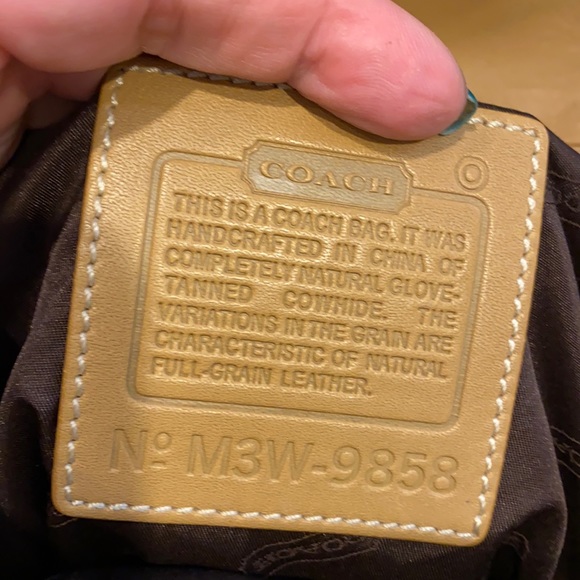 COACH
THIS IS A COACH BAG. IT WAS
HANDCRAFTED IN CHINA OF
COMPLETELY NATURAL GLOVE-
TANNED COWHIDE. THE
VARIATIONS IN THE GRAIN ARE
CHARACTERISTIC OF NATURAL
FULL-GRAIN LEATHER.
Nº M3W-9858